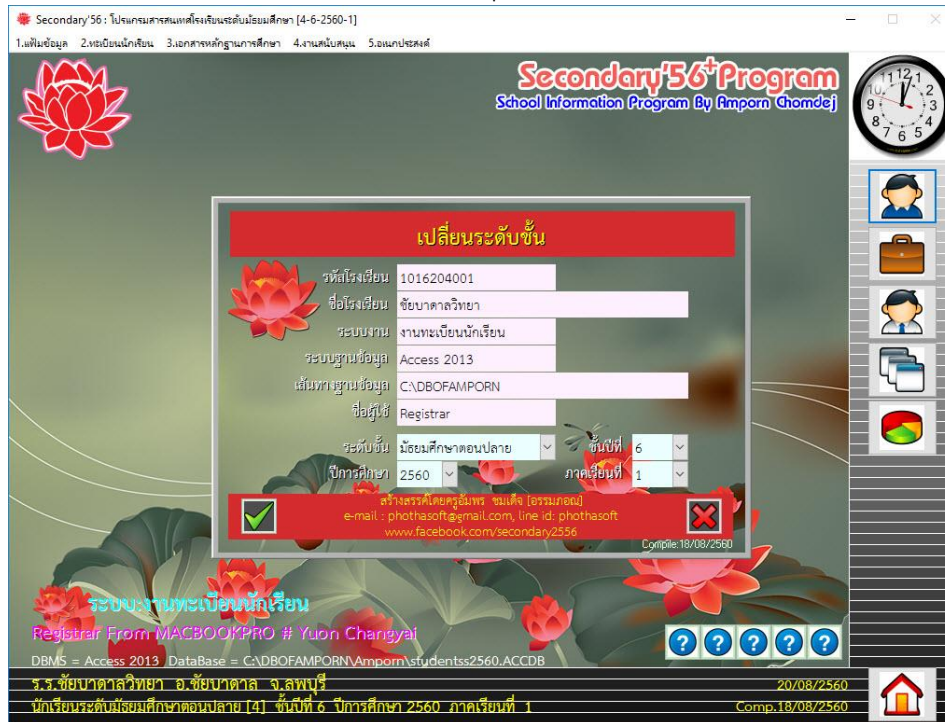 Secondary'56 : โปรแกรมสารสนเทศโรงเรียนระดับมัธยมศึกษา [4-6-2560-1]
1.แฟ้มข้อมูล 2.ทะเบียนนักเรียน 3.เอกสารหลักฐานการศึกษา 4.งานสนับสนุน 5.อเนกประสงค์
Secondary'56+Program
School Information Program By Amporn Chomdej
11 12 1
10 2
9 3
8 4
7 6 5
เปลี่ยนระดับชั้น
รหัสโรงเรียน 1016204001
ชื่อโรงเรียน ชัยบาดาลวิทยา
ระบบงาน งานทะเบียนนักเรียน
ระบบฐานข้อมูล Access 2013
เส้นทางฐานข้อมูล C:\DBOFAMPORN
ชื่อผู้ใช้ Registrar
ระดับชั้น มัธยมศึกษาตอนปลาย ชั้นปีที่ 6
ปีการศึกษา 2560 ภาคเรียนที่ 1
สร้างสรรค์โดยครูอัมพร ชมเด็จ [อรรมภอณ]
e-mail : phothasoft@gmail.com, line id: phothasoft
www.facebook.com/secondary2556
Compile:18/08/2560
ระบบ:งานทะเบียนนักเรียน
Registrar From MACBOOKPRO # Yuon Changyai
? ? ? ? ?
DBMS = Access 2013 DataBase = C:\DBOFAMPORN\Amporn\studentss2560.ACCDB
ร.ร.ชัยบาดาลวิทยา อ.ชัยบาดาล จ.ลพบุรี 20/08/2560
นักเรียนระดับมัธยมศึกษาตอนปลาย [4] ชั้นปีที่ 6 ปีการศึกษา 2560 ภาคเรียนที่ 1 Comp.18/08/2560